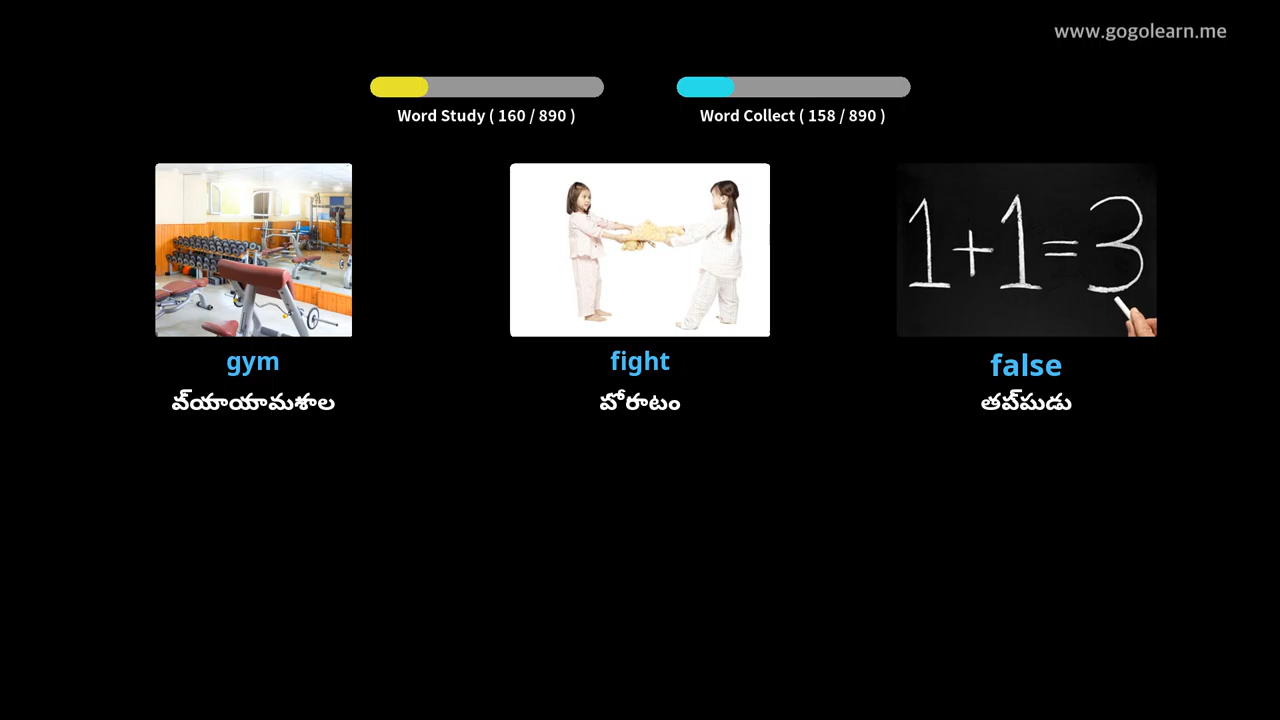 www.gogolearn.me
Word Study ( 160 / 890 )
Word Collect ( 158 / 890 )
1+1=3
gym
fight
false
వ్యాయామశాల
పోరాటం
తప్పుడు